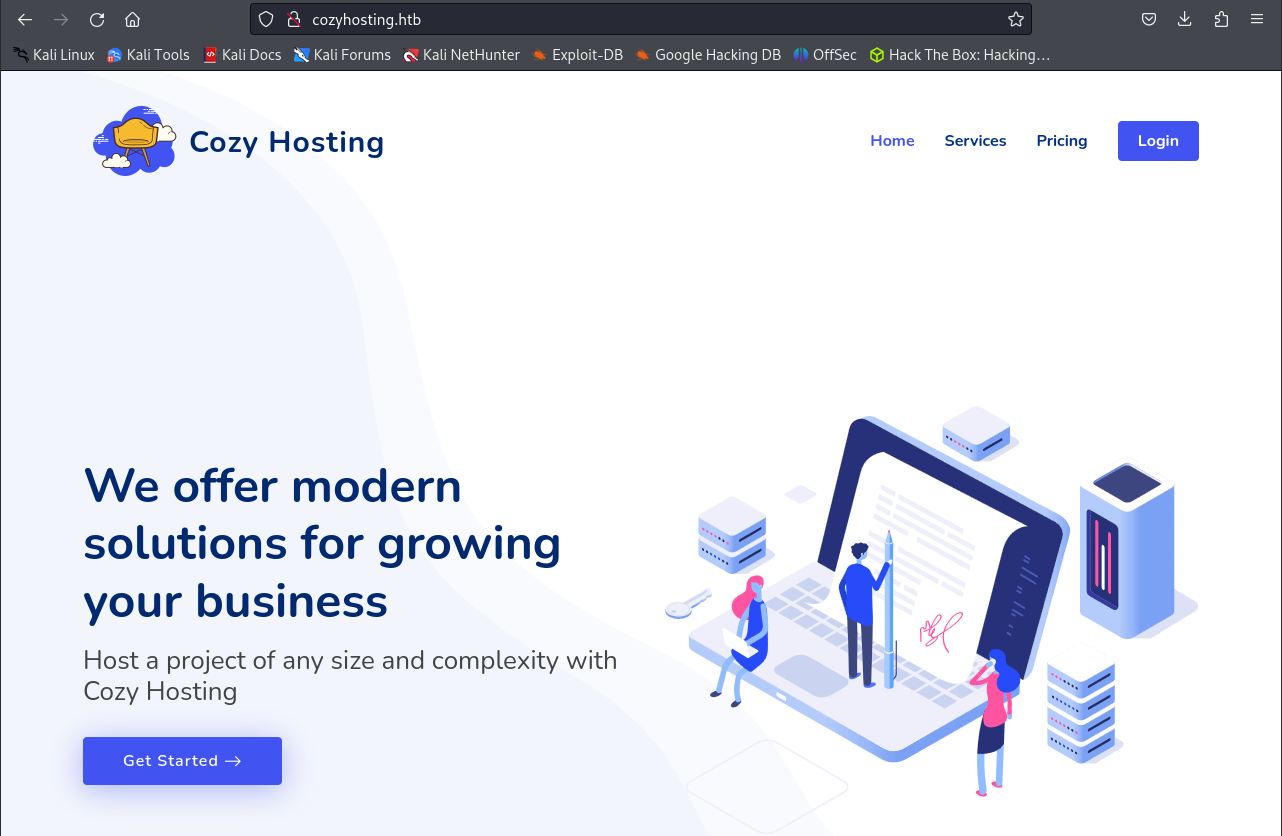 cozyhosting.htb
Kali Linux Kali Tools Kali Docs Kali Forums Kali NetHunter Exploit-DB Google Hacking DB OffSec Hack The Box: Hacking…
Cozy Hosting
Home Services Pricing Login
We offer modern
solutions for growing
your business
Host a project of any size and complexity with
Cozy Hosting
Get Started →